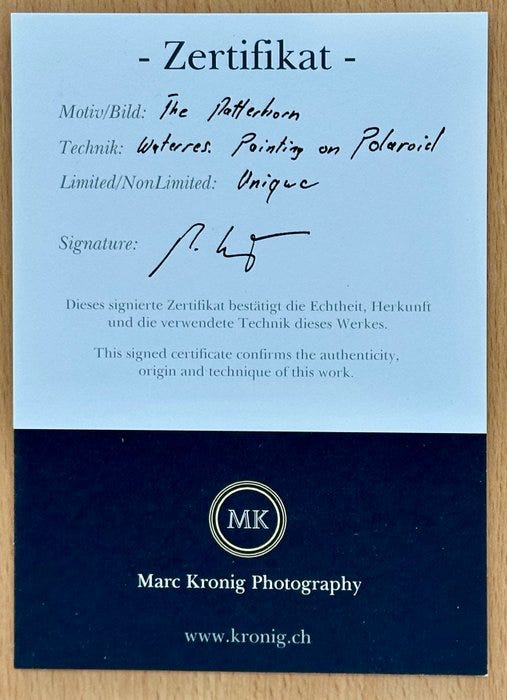 - Zertifikat -
Motiv/Bild: The Matterhorn
Technik: Waterres. Painting on Polaroid
Limited/NonLimited: Unique
Signature:
Dieses signierte Zertifikat bestätigt die Echtheit, Herkunft
und die verwendete Technik dieses Werkes.
This signed certificate confirms the authenticity,
origin and technique of this work.
MK
Marc Kronig Photography
www.kronig.ch